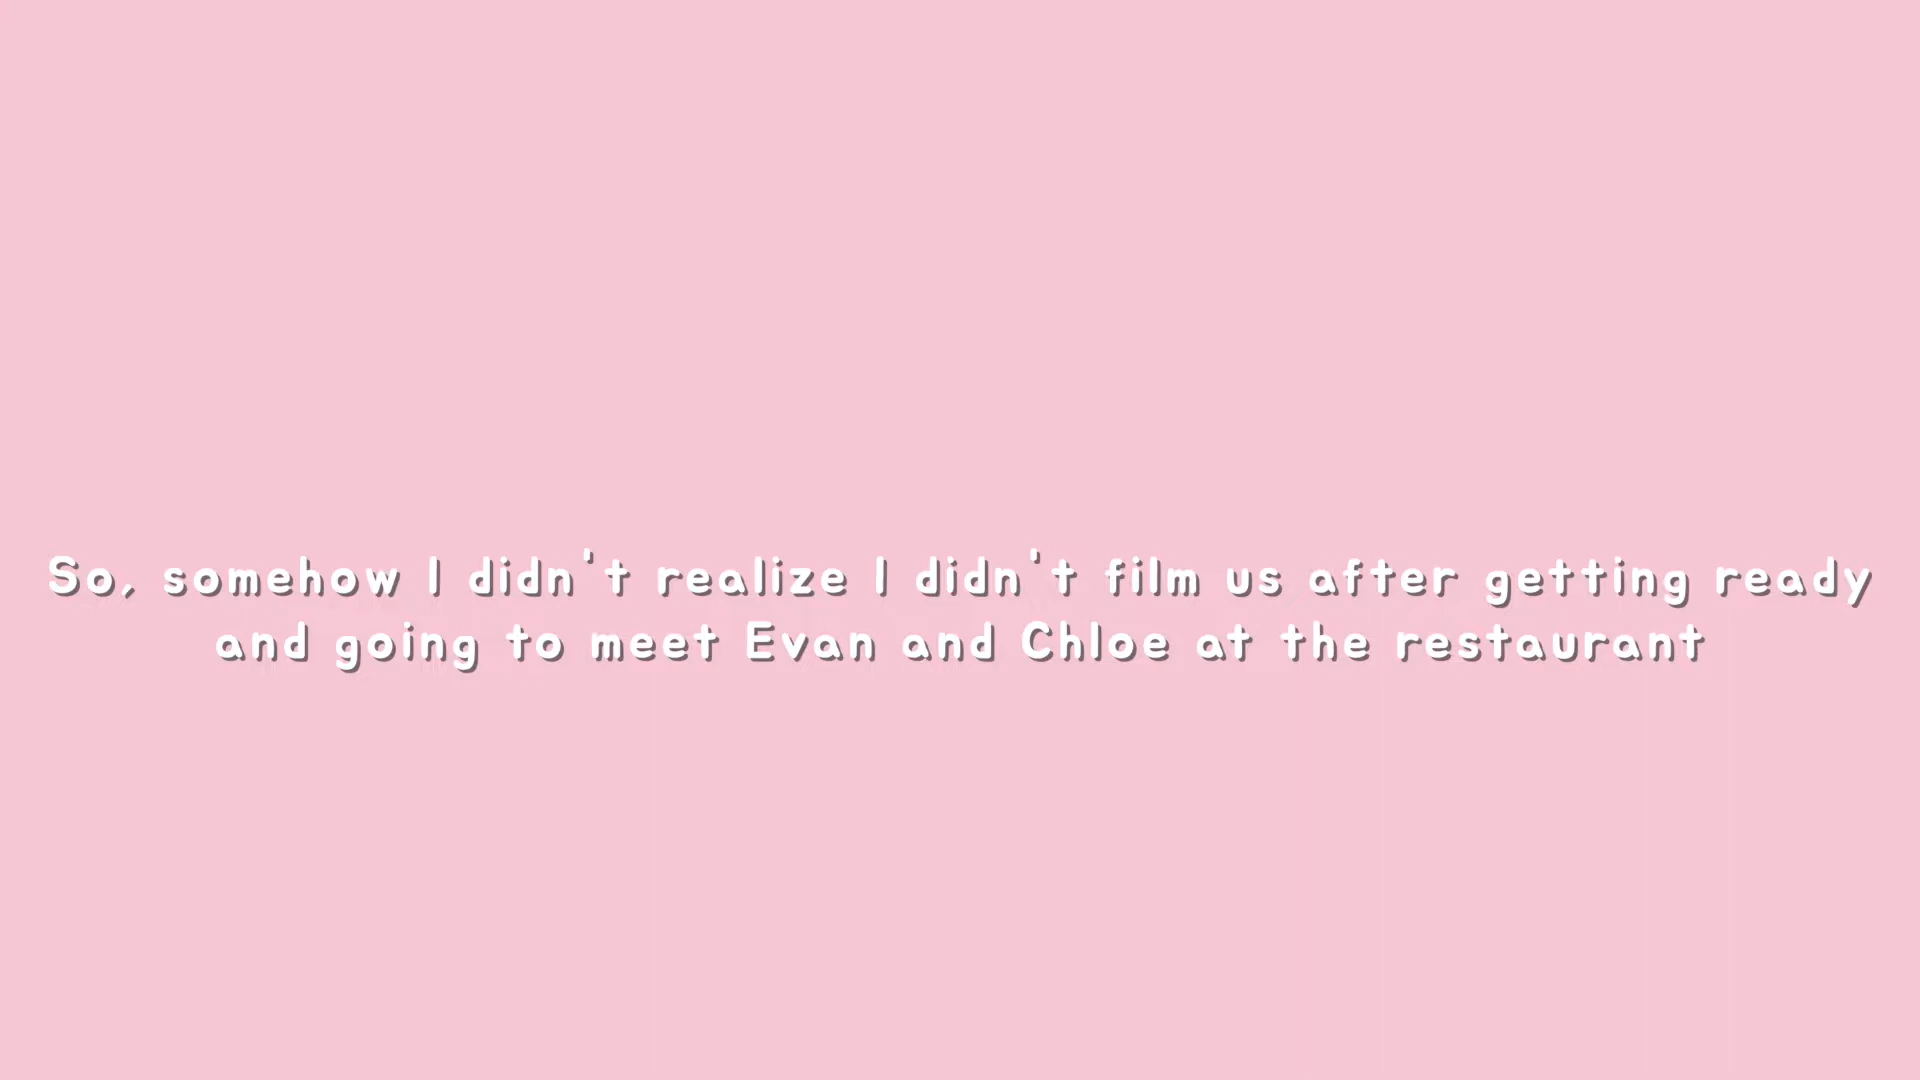 So, somehow I didn't realize I didn't film us after getting ready
and going to meet Evan and Chloe at the restaurant